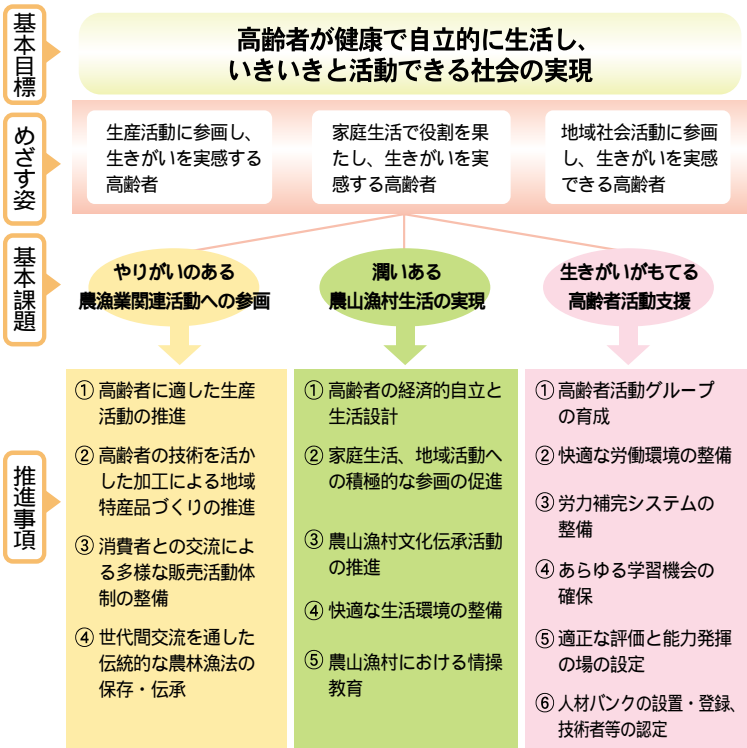 基本目標
高齢者が健康で自立的に生活し、
いきいきと活動できる社会の実現
めざす姿
生産活動に参画し、
生きがいを実感する
高齢者
家庭生活で役割を果
たし、生きがいを実
感する高齢者
地域社会活動に参画
し、生きがいを実感
できる高齢者
基本課題
やりがいのある
農漁業関連活動への参画
潤いある
農山漁村生活の実現
生きがいがもてる
高齢者活動支援
推進事項
① 高齢者に適した生産
活動の推進
② 高齢者の技術を活か
した加工による地域
特産品づくりの推進
③ 消費者との交流によ
る多様な販売活動体
制の整備
④ 世代間交流を通した
伝統的な農林漁法の
保存・伝承
① 高齢者の経済的自立と
生活設計
② 家庭生活、地域活動へ
の積極的な参画の促進
③ 農山漁村文化伝承活動
の推進
④ 快適な生活環境の整備
⑤ 農山漁村における情操
教育
① 高齢者活動グループ
の育成
② 快適な労働環境の整備
③ 労力補完システムの
整備
④ あらゆる学習機会の
確保
⑤ 適正な評価と能力発揮
の場の設定
⑥ 人材バンクの設置・登録、
技術者等の認定